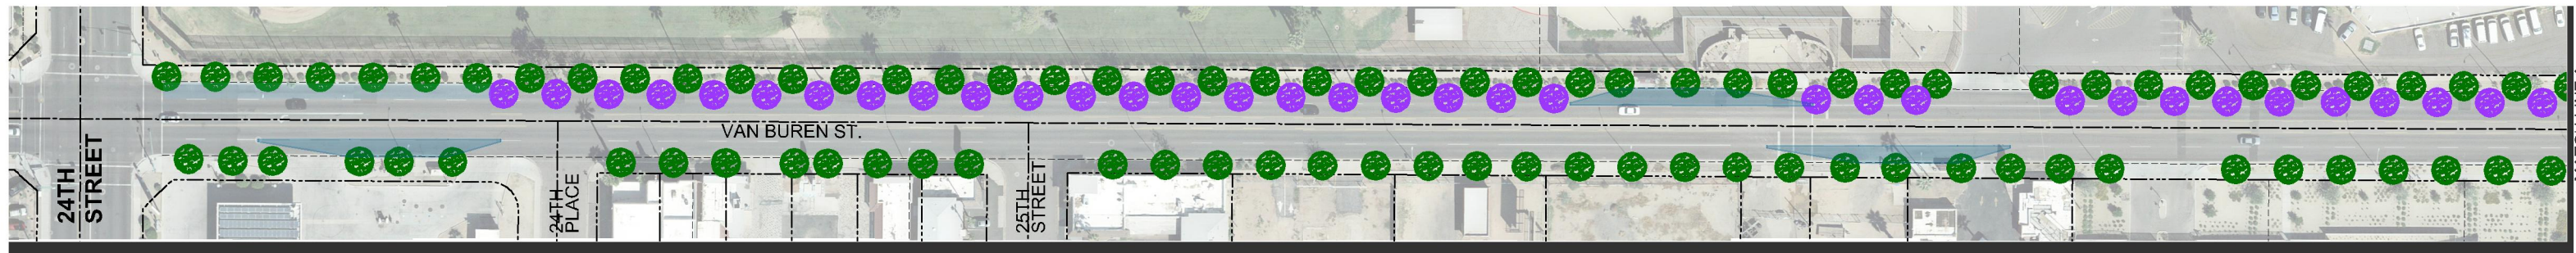 24TH
STREET
VAN BUREN ST.
24TH
PLACE
25TH
STREET